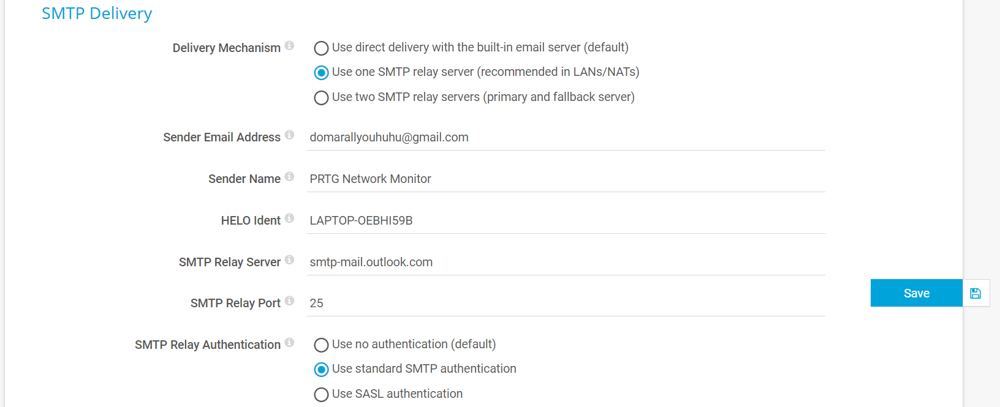 SMTP Delivery
Delivery Mechanism
Use direct delivery with the built-in email server (default)
Use one SMTP relay server (recommended in LANs/NATs)
Use two SMTP relay servers (primary and fallback server)
Sender Email Address domarallyouhuhu@gmail.com
Sender Name PRTG Network Monitor
HELO Ident LAPTOP-OEBHI59B
SMTP Relay Server smtp-mail.outlook.com
Save
SMTP Relay Port 25
SMTP Relay Authentication
Use no authentication (default)
Use standard SMTP authentication
Use SASL authentication